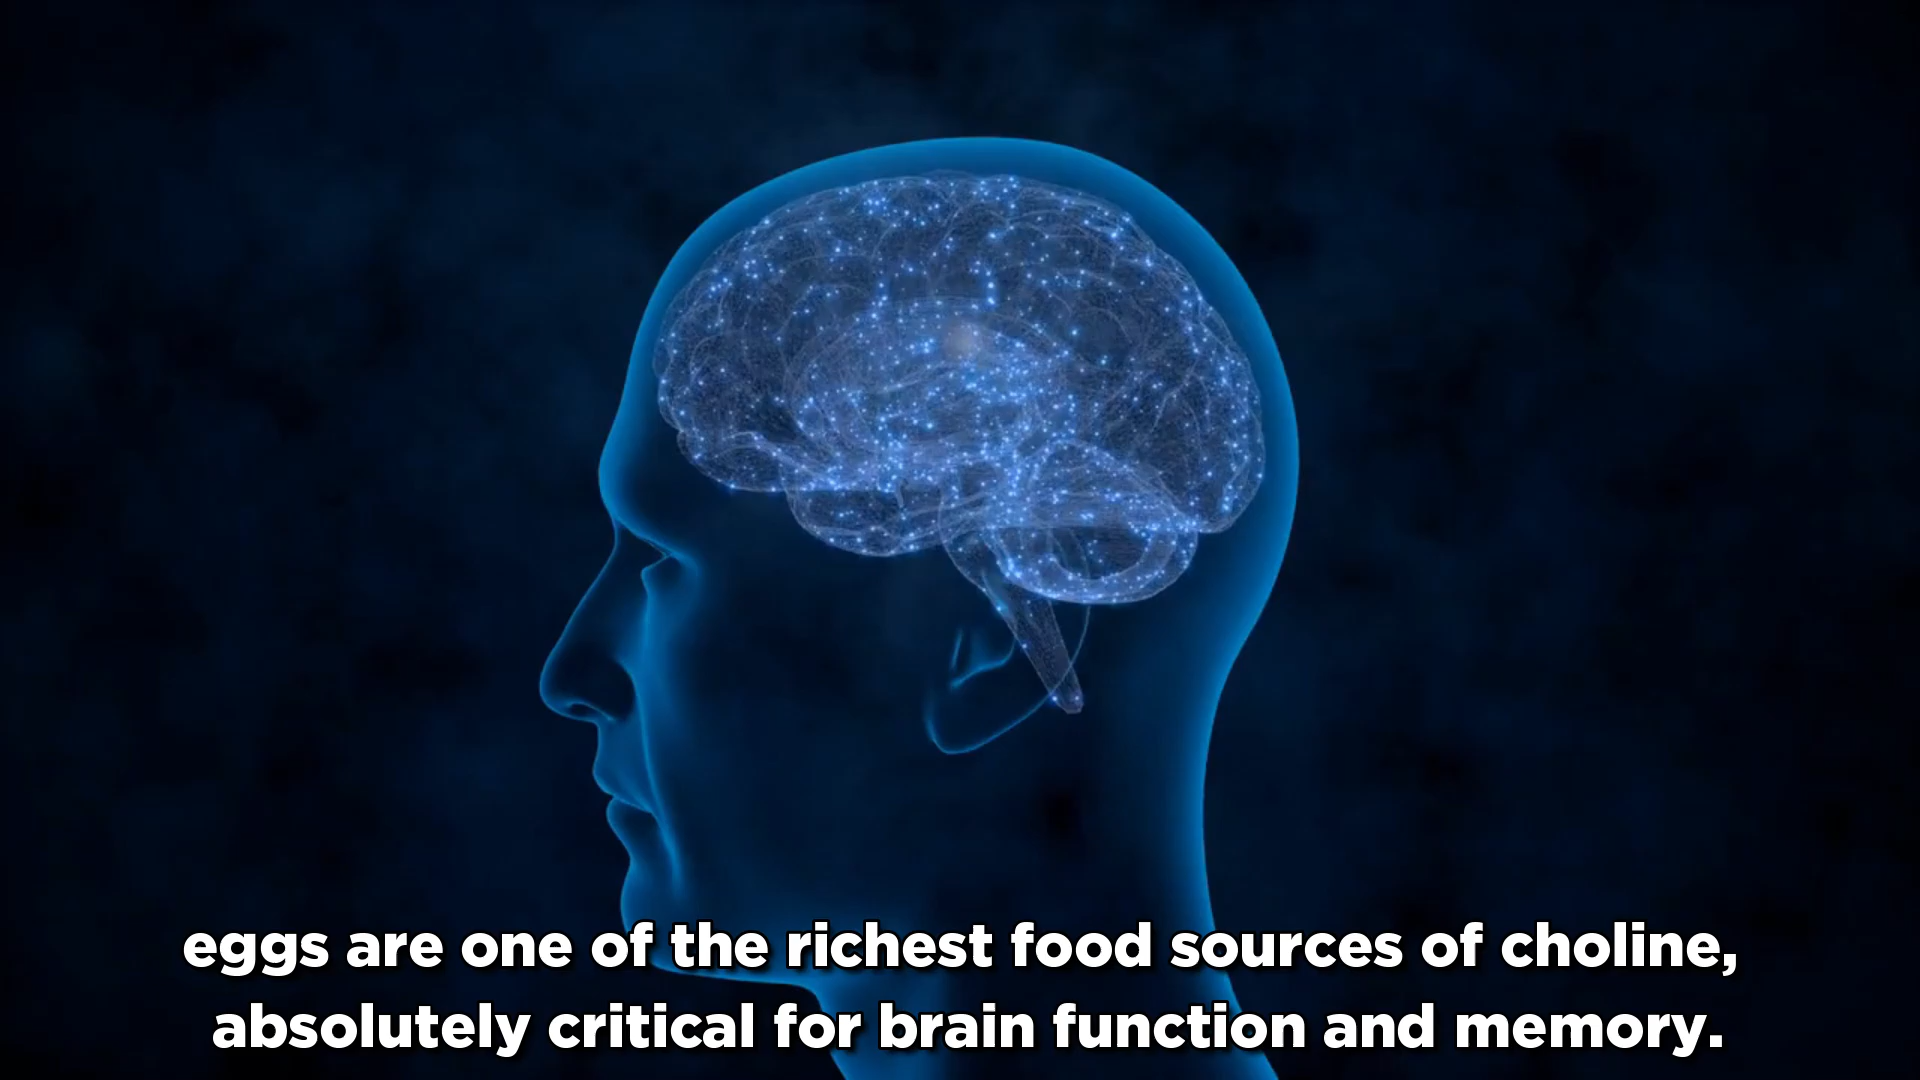 eggs are one of the richest food sources of choline,
absolutely critical for brain function and memory.